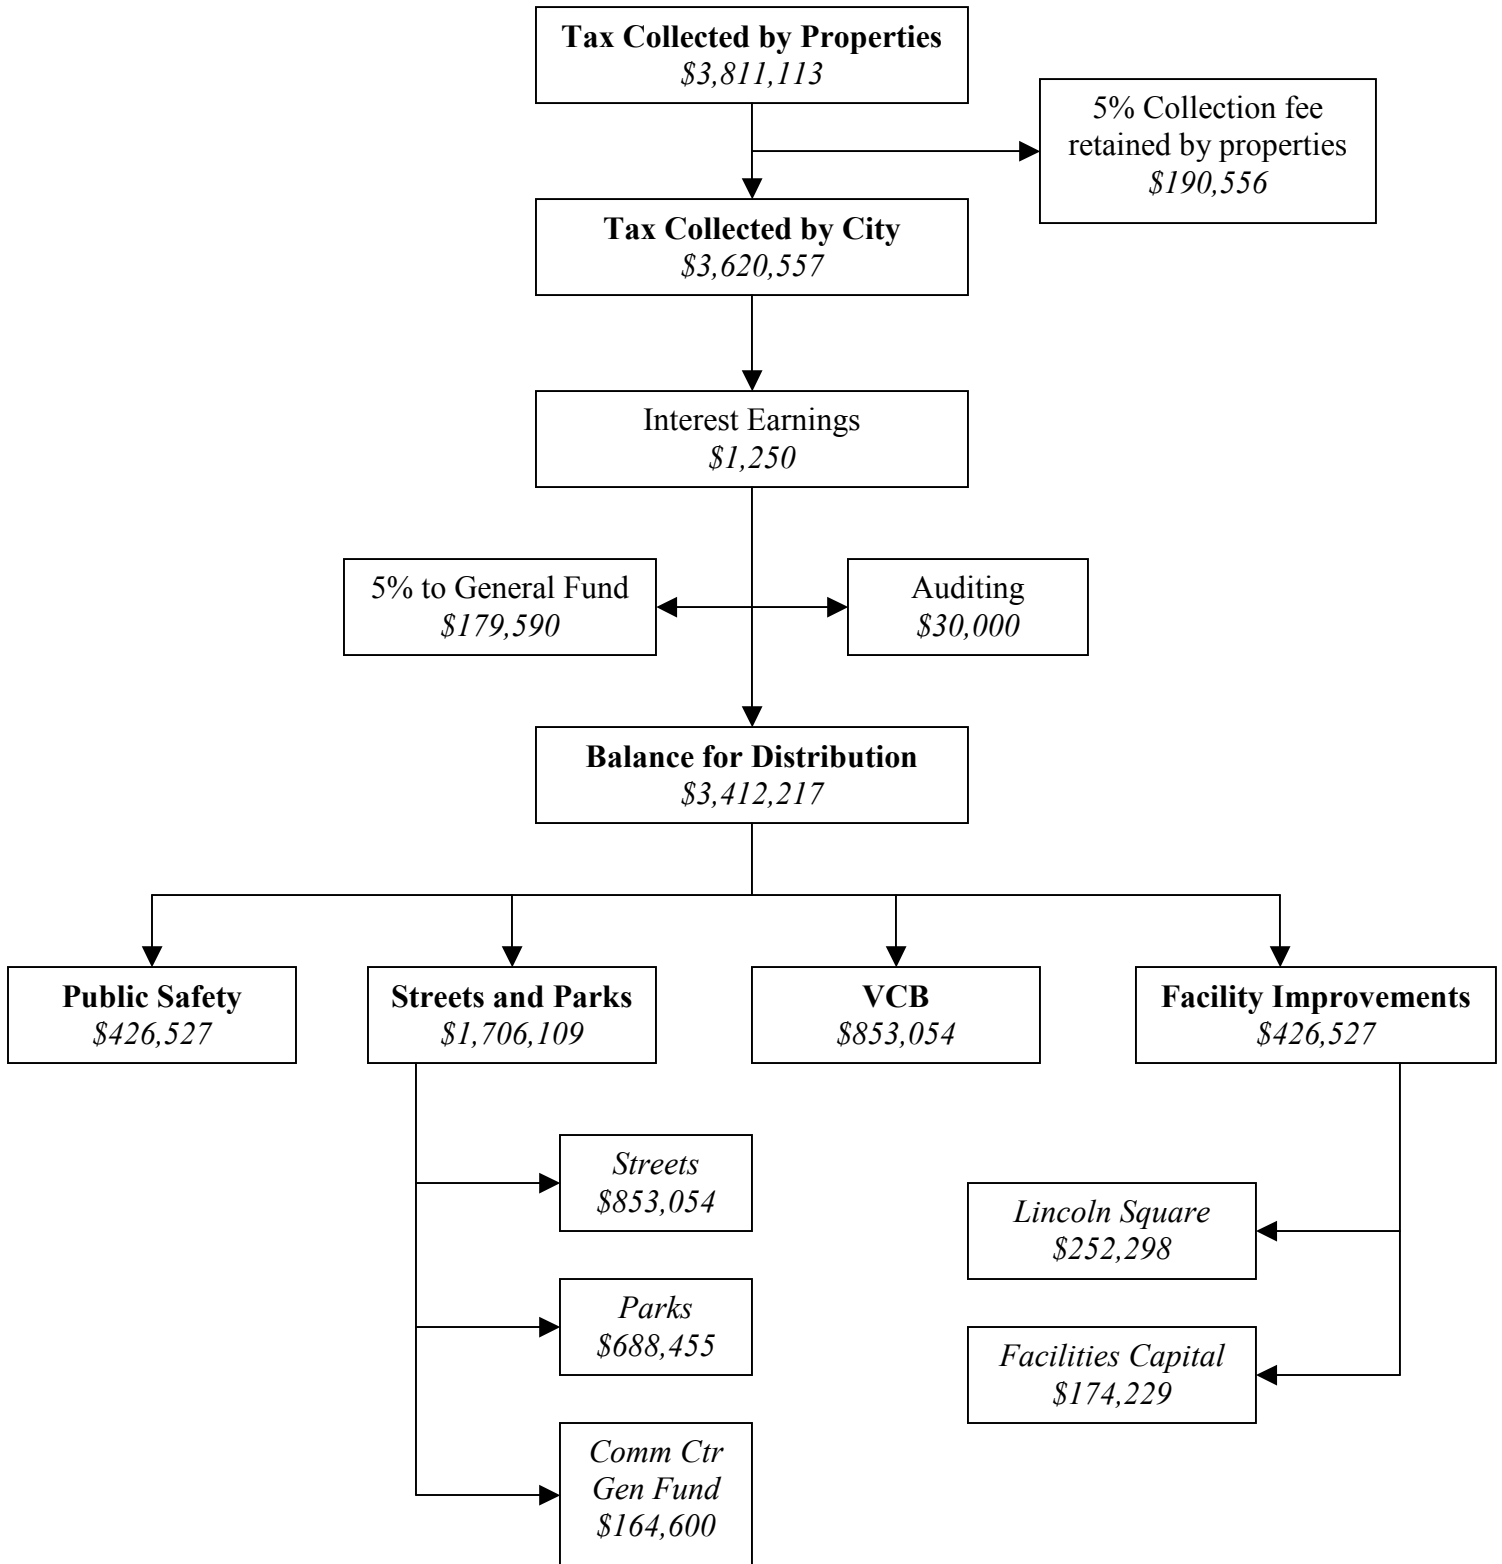 Tax Collected by Properties
$3,811,113
5% Collection fee
retained by properties
$190,556
Tax Collected by City
$3,620,557
Interest Earnings
$1,250
5% to General Fund
$179,590
Auditing
$30,000
Balance for Distribution
$3,412,217
Public Safety
$426,527
Streets and Parks
$1,706,109
VCB
$853,054
Facility Improvements
$426,527
Streets
$853,054
Parks
$688,455
Comm Ctr
Gen Fund
$164,600
Lincoln Square
$252,298
Facilities Capital
$174,229